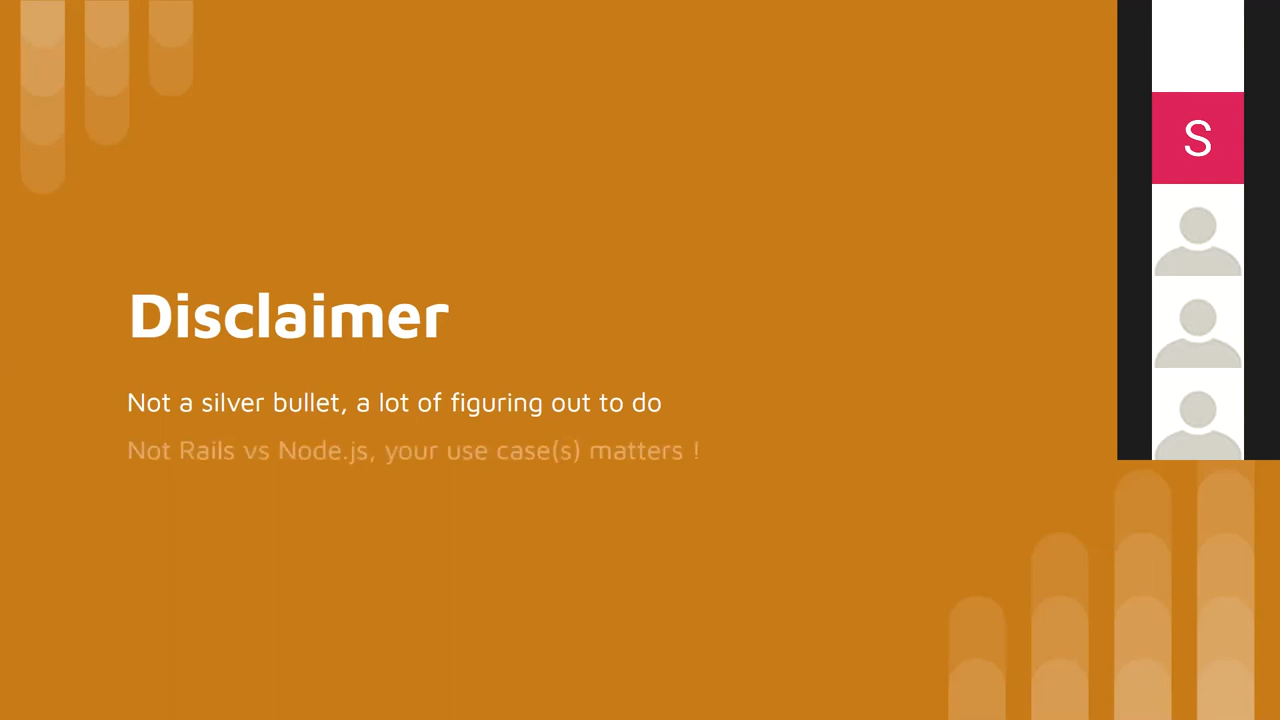 S
Disclaimer
Not a silver bullet, a lot of figuring out to do
Not Rails vs Node.js, your use case(s) matters !